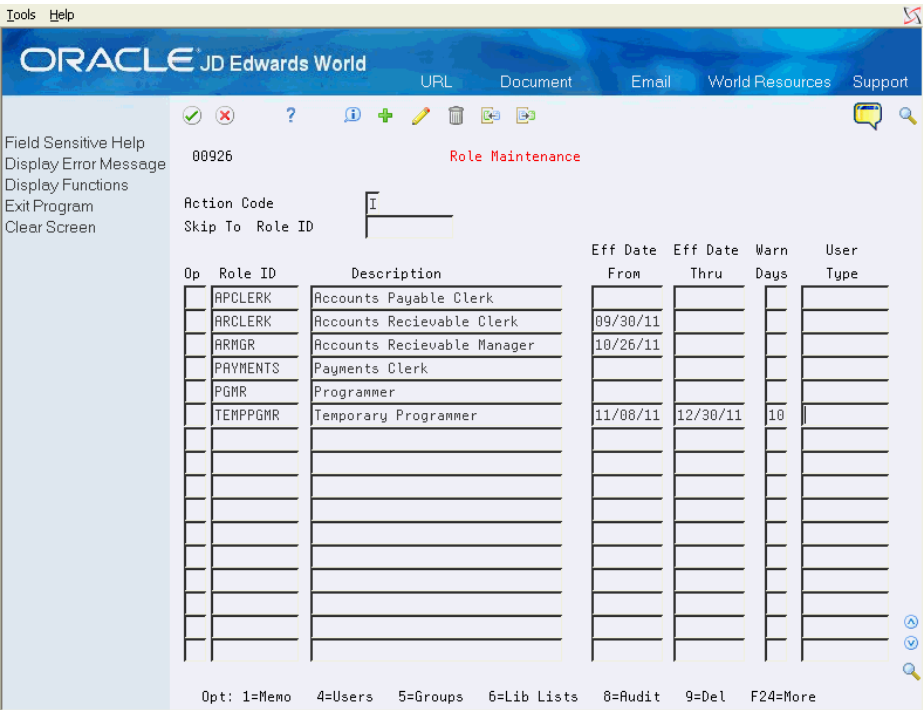 Tools Help
ORACLE JD Edwards World
URL Document Email World Resources Support
?
Field Sensitive Help
Display Error Message
Display Functions
Exit Program
Clear Screen
00926 Role Maintenance
Action Code I
Skip To Role ID
Eff Date Eff Date Warn User
Op Role ID Description From Thru Days Type
APCLERK Accounts Payable Clerk
ARCLERK Accounts Recievable Clerk 09/30/11
ARMGR Accounts Recievable Manager 10/26/11
PAYMENTS Payments Clerk
PGMR Programmer
TEMPPGMR Temporary Programmer 11/08/11 12/30/11 10
Opt: 1=Memo 4=Users 5=Groups 6=Lib Lists 8=Audit 9=Del F24=More